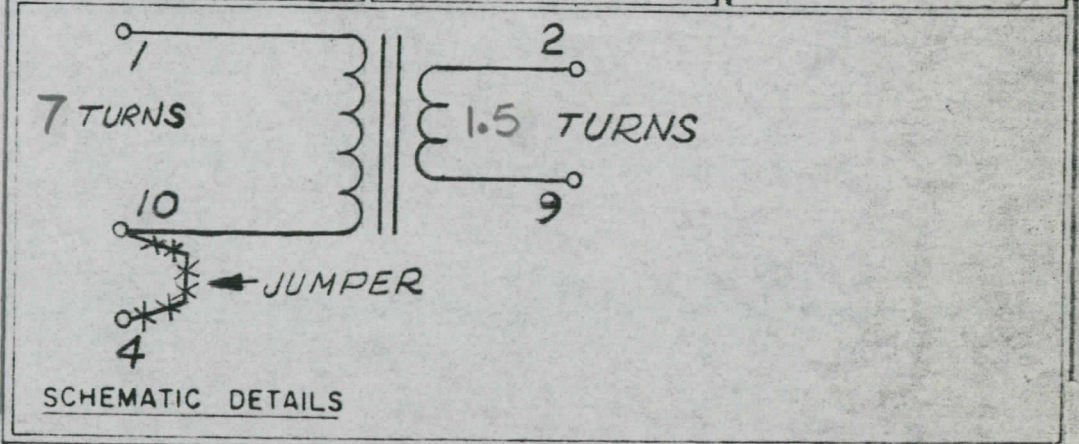 1
2
7 TURNS
1.5 TURNS
10
9
JUMPER
4
SCHEMATIC DETAILS